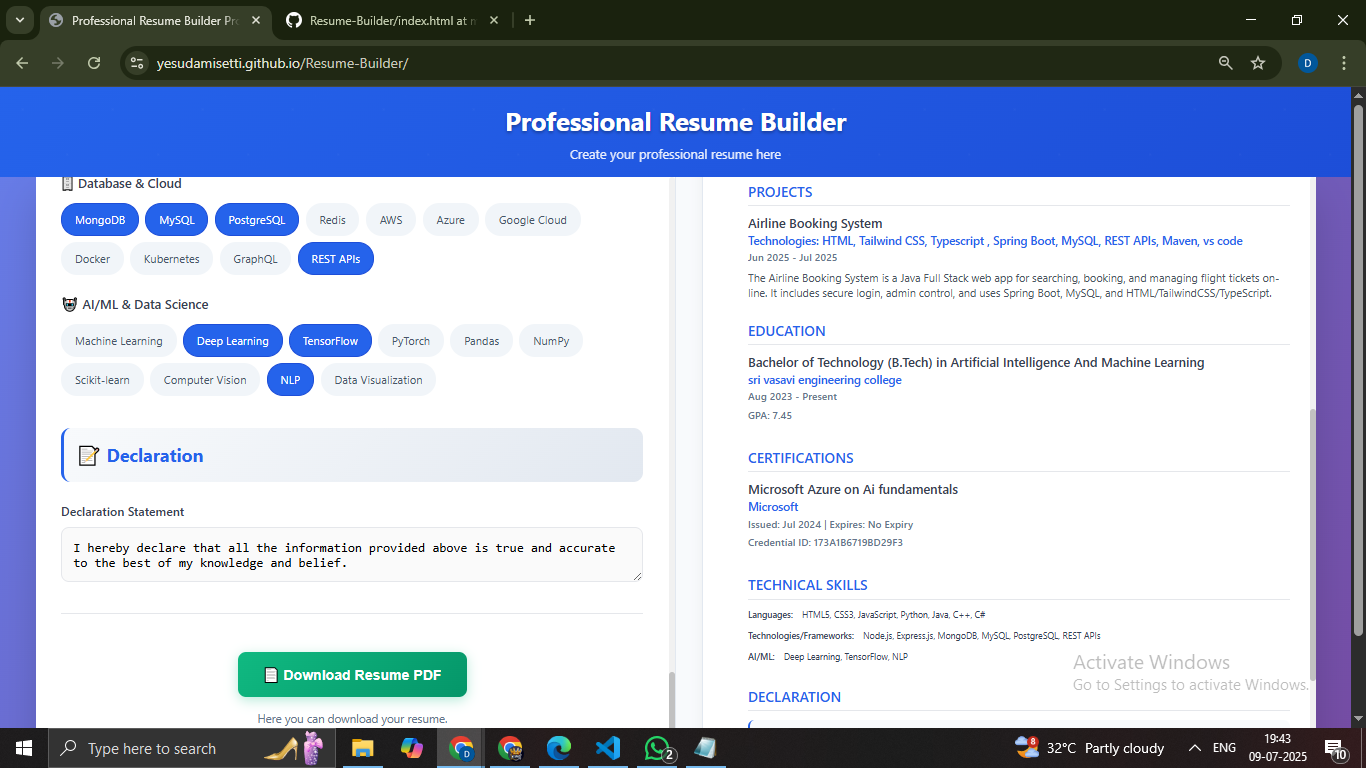 Professional Resume Builder Pr
Resume-Builder/index.html at m
yesudamisetti.github.io/Resume-Builder/
D
Professional Resume Builder
Create your professional resume here
Database & Cloud
MongoDB
MySQL
PostgreSQL
Redis
AWS
Azure
Google Cloud
Docker
Kubernetes
GraphQL
REST APIs
AI/ML & Data Science
Machine Learning
Deep Learning
TensorFlow
PyTorch
Pandas
NumPy
Scikit-learn
Computer Vision
NLP
Data Visualization
Declaration
Declaration Statement
I hereby declare that all the information provided above is true and accurate
to the best of my knowledge and belief.
Download Resume PDF
Here you can download your resume.
PROJECTS
Airline Booking System
Technologies: HTML, Tailwind CSS, Typescript , Spring Boot, MySQL, REST APIs, Maven, vs code
Jun 2025 - Jul 2025
The Airline Booking System is a Java Full Stack web app for searching, booking, and managing flight tickets on-
line. It includes secure login, admin control, and uses Spring Boot, MySQL, and HTML/TailwindCSS/TypeScript.
EDUCATION
Bachelor of Technology (B.Tech) in Artificial Intelligence And Machine Learning
sri vasavi engineering college
Aug 2023 - Present
GPA: 7.45
CERTIFICATIONS
Microsoft Azure on Ai fundamentals
Microsoft
Issued: Jul 2024 | Expires: No Expiry
Credential ID: 173A1B6719BD29F3
TECHNICAL SKILLS
Languages: HTML5, CSS3, JavaScript, Python, Java, C++, C#
Technologies/Frameworks: Node.js, Express.js, MongoDB, MySQL, PostgreSQL, REST APIs
AI/ML: Deep Learning, TensorFlow, NLP
DECLARATION
Activate Windows
Go to Settings to activate Windows.
Type here to search
D
2
8
32°C Partly cloudy
ENG
19:43
09-07-2025
10